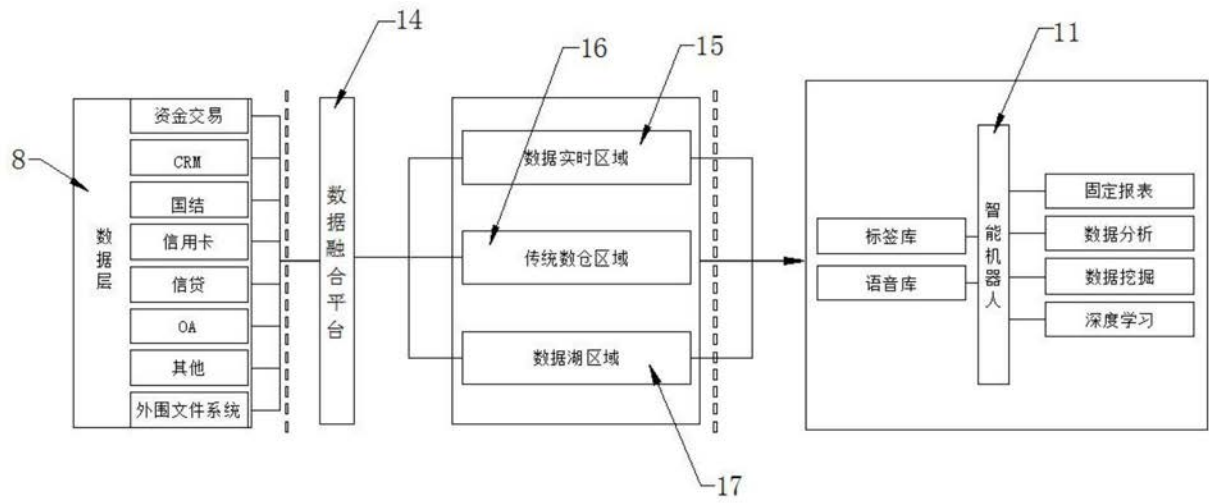 14
16
15
11
8
数据层
资金交易
CRM
国结
信用卡
信贷
OA
其他
外围文件系统
数据融合平台
数据实时区域
传统数仓区域
数据湖区域
17
标签库
语音库
智能机器人
固定报表
数据分析
数据挖掘
深度学习